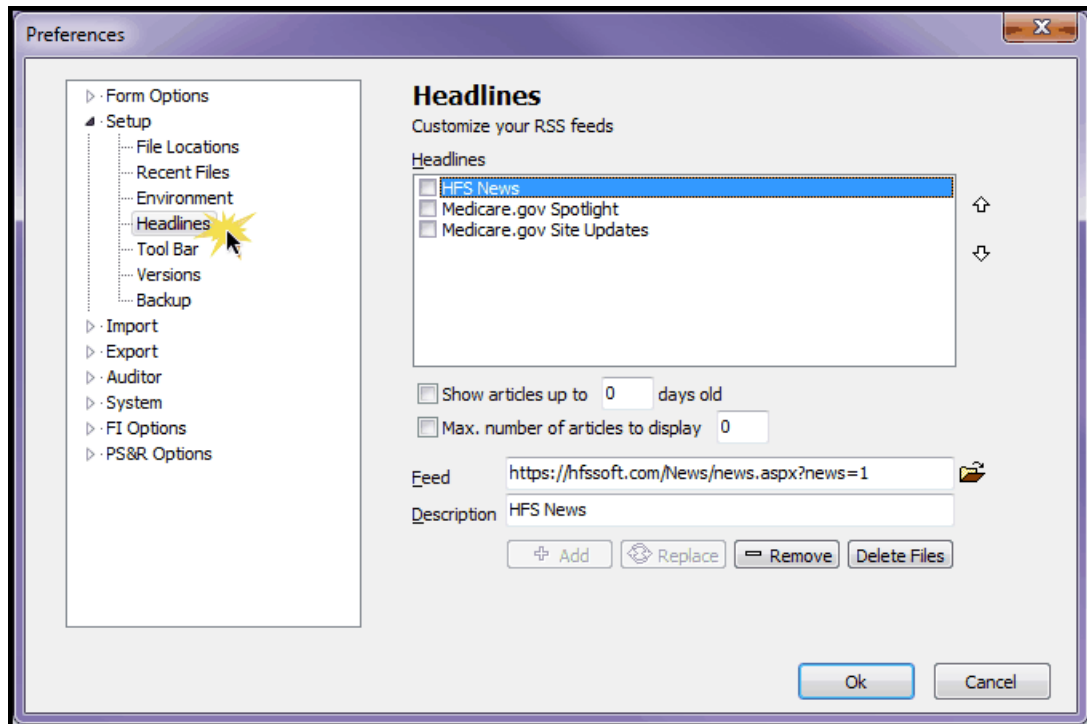 Preferences
Form Options
Setup
File Locations
Recent Files
Environment
Headlines
Tool Bar
Versions
Backup
Import
Export
Auditor
System
FI Options
PS&R Options
Headlines
Customize your RSS feeds
Headlines
HFS News
Medicare.gov Spotlight
Medicare.gov Site Updates
Show articles up to 0 days old
Max. number of articles to display 0
Feed https://hfssoft.com/News/news.aspx?news=1
Description HFS News
Add Replace Remove Delete Files
Ok Cancel